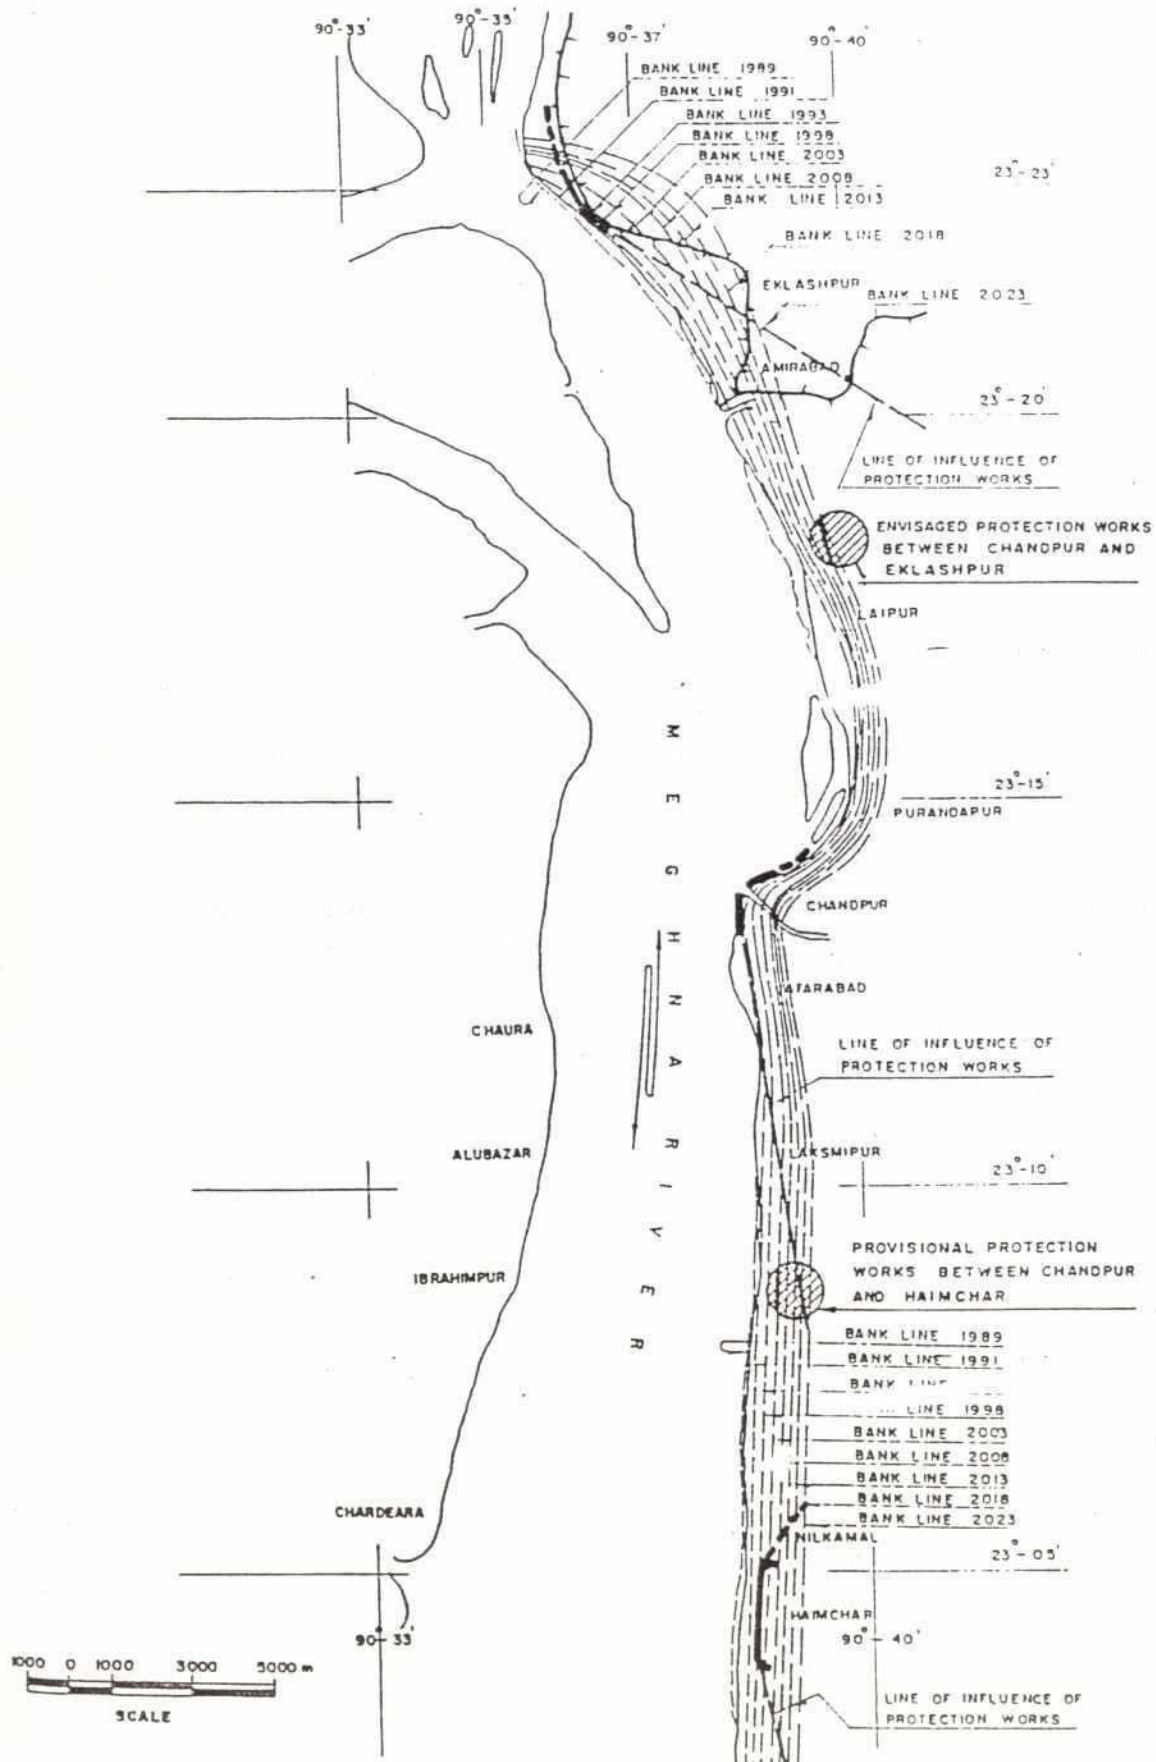 90°-33'
90°-35'
90°-37'
90°-40'
BANK LINE 1989
BANK LINE 1991
BANK LINE 1993
BANK LINE 1998
BANK LINE 2003
BANK LINE 2008
BANK LINE 2013
23°-23'
BANK LINE 2018
EKLASHPUR
BANK LINE 2023
AMIRABAD
23°-20'
LINE OF INFLUENCE OF
PROTECTION WORKS
ENVISAGED PROTECTION WORKS
BETWEEN CHANDPUR AND
EKLASHPUR
LAIPUR
MEGHNA RIVER
23°-15'
PURANDAPUR
CHANDPUR
AFARABAD
CHAURA
LINE OF INFLUENCE OF
PROTECTION WORKS
ALUBAZAR
LAKSMIPUR
23°-10'
PROVISIONAL PROTECTION
WORKS BETWEEN CHANDPUR
AND HAIMCHAR
IBRAHIMPUR
BANK LINE 1989
BANK LINE 1991
BANK LINE
LINE 1998
BANK LINE 2003
BANK LINE 2008
BANK LINE 2013
BANK LINE 2018
BANK LINE 2023
CHARDEARA
NILKAMAL
23°-05'
HAIMCHAR
90°-33'
90°-40'
1000 0 1000 3000 5000 m
SCALE
LINE OF INFLUENCE OF
PROTECTION WORKS